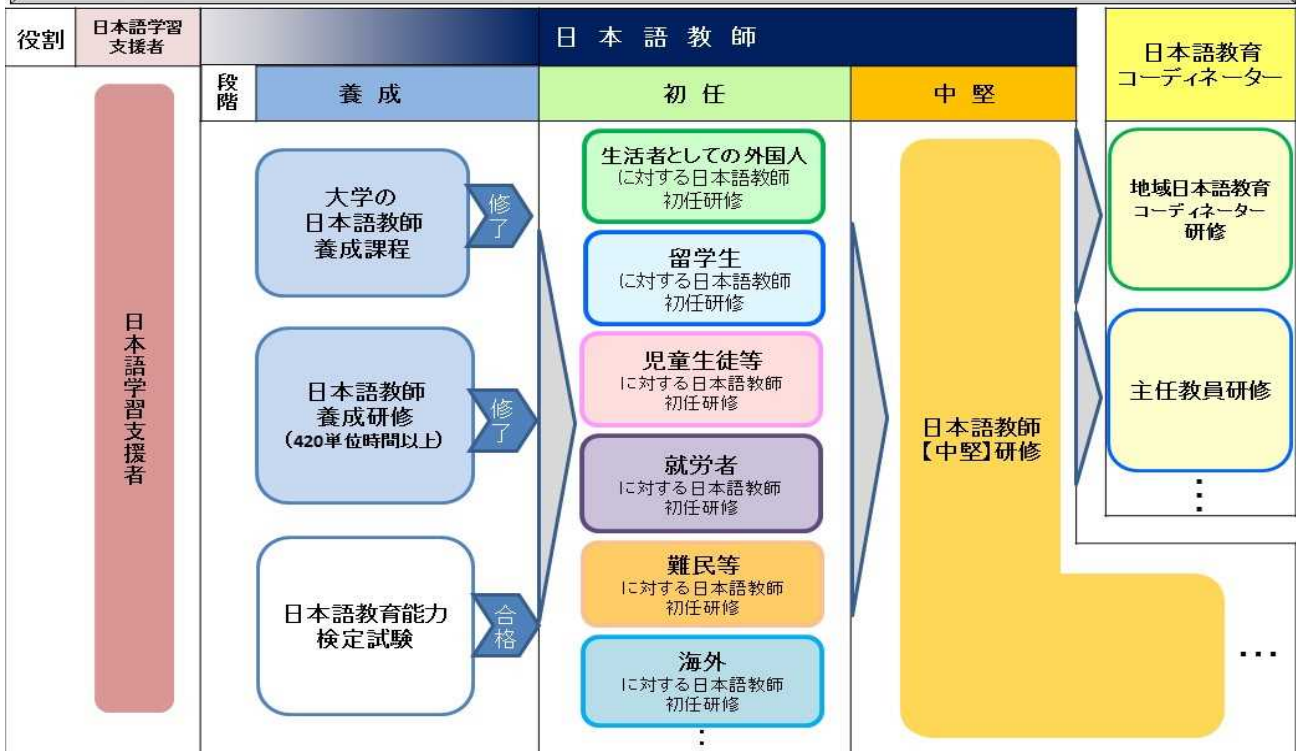 役割
日本語学習
支援者
日本語教師
日本語教育
コーディネーター
段階
養成
初任
中堅
日本語学習支援者
大学の
日本語教師
養成課程
修了
日本語教師
養成研修
(420単位時間以上)
修了
日本語教育能力
検定試験
合格
生活者としての外国人
に対する日本語教師
初任研修
留学生
に対する日本語教師
初任研修
児童生徒等
に対する日本語教師
初任研修
就労者
に対する日本語教師
初任研修
難民等
に対する日本語教師
初任研修
海外
に対する日本語教師
初任研修
:
日本語教師
【中堅】研修
地域日本語教育
コーディネーター
研修
主任教員研修
⋮
…